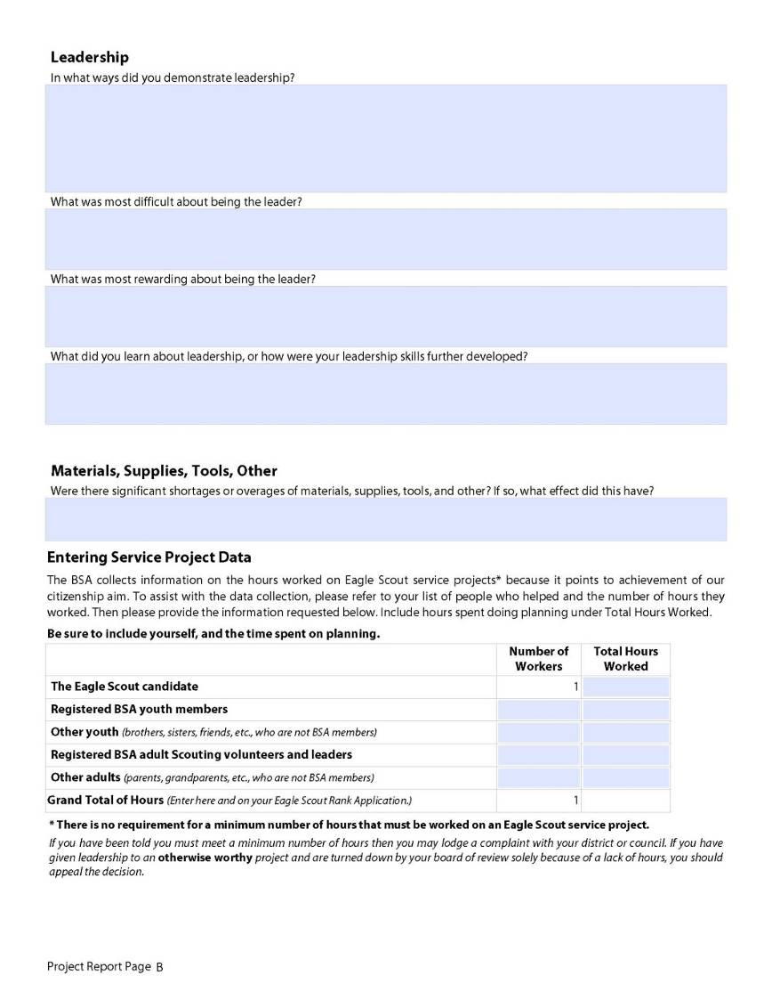 Leadership
In what ways did you demonstrate leadership?
What was most difficult about being the leader?
What was most rewarding about being the leader?
What did you learn about leadership, or how were your leadership skills further developed?
Materials, Supplies, Tools, Other
Were there significant shortages or overages of materials, supplies, tools, and other? If so, what effect did this have?
Entering Service Project Data
The BSA collects information on the hours worked on Eagle Scout service projects* because it points to achievement of our
citizenship aim. To assist with the data collection, please refer to your list of people who helped and the number of hours they
worked. Then please provide the information requested below. Include hours spent doing planning under Total Hours Worked.
Be sure to include yourself, and the time spent on planning.
Number of Workers
Total Hours Worked
The Eagle Scout candidate 1
Registered BSA youth members
Other youth (brothers, sisters, friends, etc., who are not BSA members)
Registered BSA adult Scouting volunteers and leaders
Other adults (parents, grandparents, etc., who are not BSA members)
Grand Total of Hours (Enter here and on your Eagle Scout Rank Application.) 1
* There is no requirement for a minimum number of hours that must be worked on an Eagle Scout service project.
If you have been told you must meet a minimum number of hours then you may lodge a complaint with your district or council. If you have
given leadership to an otherwise worthy project and are turned down by your board of review solely because of a lack of hours, you should
appeal the decision.
Project Report Page B